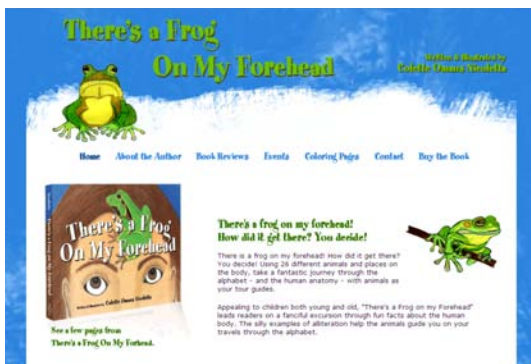 There's a Frog
On My Forehead
Written & Illustrated by
Home About the Author Book Reviews Events Coloring Pages Contact Buy the Book
There's a Frog
On My Forehead
There's a frog on my forehead!
How did it get there? You decide!
There is a frog on my forehead! How did it get there?
You decide! Using 26 different animals and places on
the body, take a fantastic journey through the
alphabet - and the human anatomy - with animals as
your tour guides.
Appealing to children both young and old, "There's a Frog on my Forehead"
leads readers on a fanciful excursion through fun facts about the human
body. The silly examples of alliteration help the animals guide you on your
travels through the alphabet.
See a few pages from
There's a Frog On My Forhead.